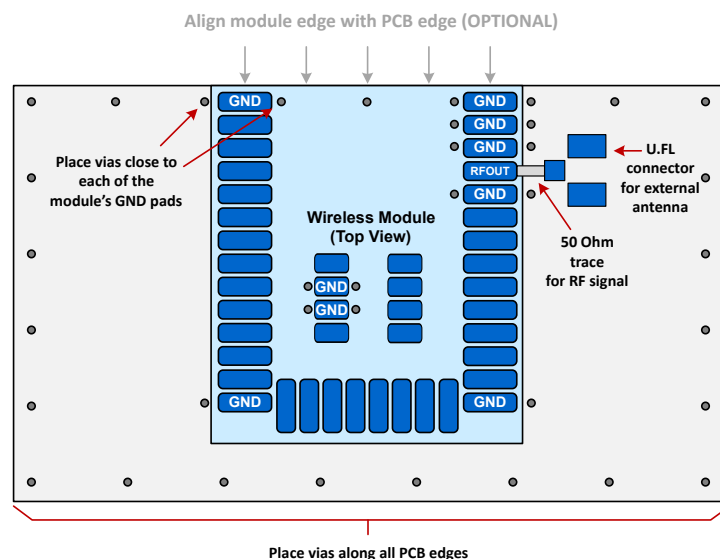 Align module edge with PCB edge (OPTIONAL)
GND
GND
GND
GND
RFOUT
GND
Place vias close to
each of the
module's GND pads
U.FL
connector
for external
antenna
Wireless Module
(Top View)
50 Ohm
trace
for RF signal
GND
GND
GND
GND
Place vias along all PCB edges